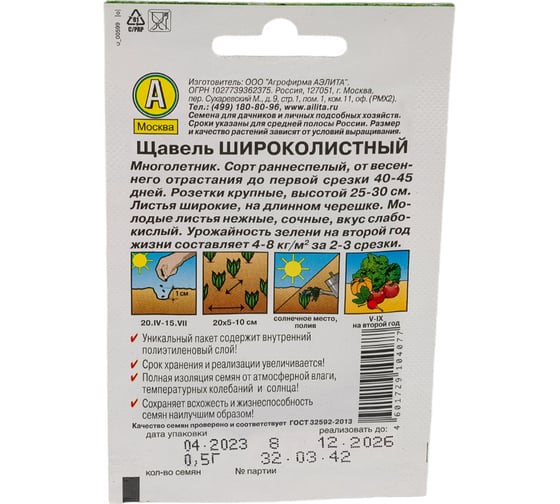 u_00599 [о]
C/PAP
А
Москва
Изготовитель: ООО "Агрофирма АЭЛИТА".
ОГРН 1027739362375. Россия, 127051, г. Москва,
пер. Сухаревский М., д. 9, стр. 1, пом. 1, ком. 11, оф. (РМХ2).
Тел.: (499) 180-80-96, www.ailita.ru
Семена для дачников и личных подсобных хозяйств.
Сроки указаны для средней полосы России. Размер
и качество растений зависят от условий выращивания.
Щавель ШИРОКОЛИСТНЫЙ
Многолетник. Сорт раннеспелый, от весен-
него отрастания до первой срезки 40-45
дней. Розетки крупные, высотой 25-30 см.
Листья широкие, на длинном черешке. Мо-
лодые листья нежные, сочные, вкус слабо-
кислый. Урожайность зелени на второй год
жизни составляет 4-8 кг/м² за 2-3 срезки.
1 см
20.IV-15.VII
20х5-10 см
солнечное место,
полив
V-IX
на второй год
Уникальный пакет содержит внутренний
полиэтиленовый слой!
Срок хранения и реализации увеличивается!
Полная изоляция семян от атмосферной влаги,
температурных колебаний и солнца!
Сохраняет всхожесть и жизнеспособность
семян наилучшим образом!
Качество семян проверено и соответствует ГОСТ 32592-2013
дата упаковки
реализовать до:
04·2023 8 12·2026
0,5Г 32·03·42
кол-во семян
№ партии
4 601729 104077